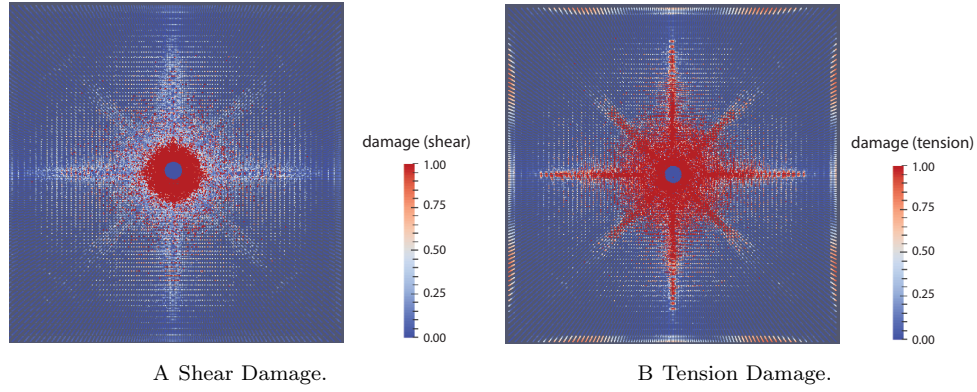 damage (shear)
1.00
0.75
0.50
0.25
0.00
damage (tension)
1.00
0.75
0.50
0.25
0.00
A Shear Damage.
B Tension Damage.